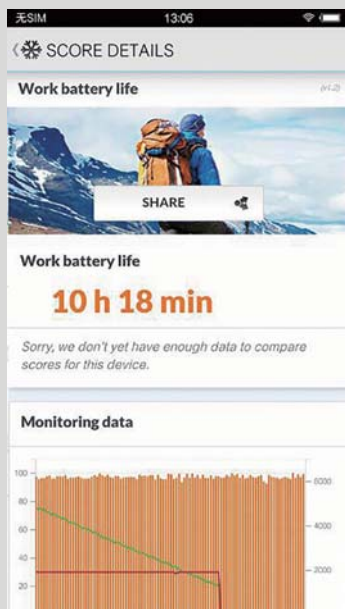 无SIM 13:06
SCORE DETAILS
Work battery life (v1.2)
SHARE
Work battery life
10 h 18 min
Sorry, we don't yet have enough data to compare
scores for this device.
Monitoring data
100
80
60
40
20
6000
4000
2000